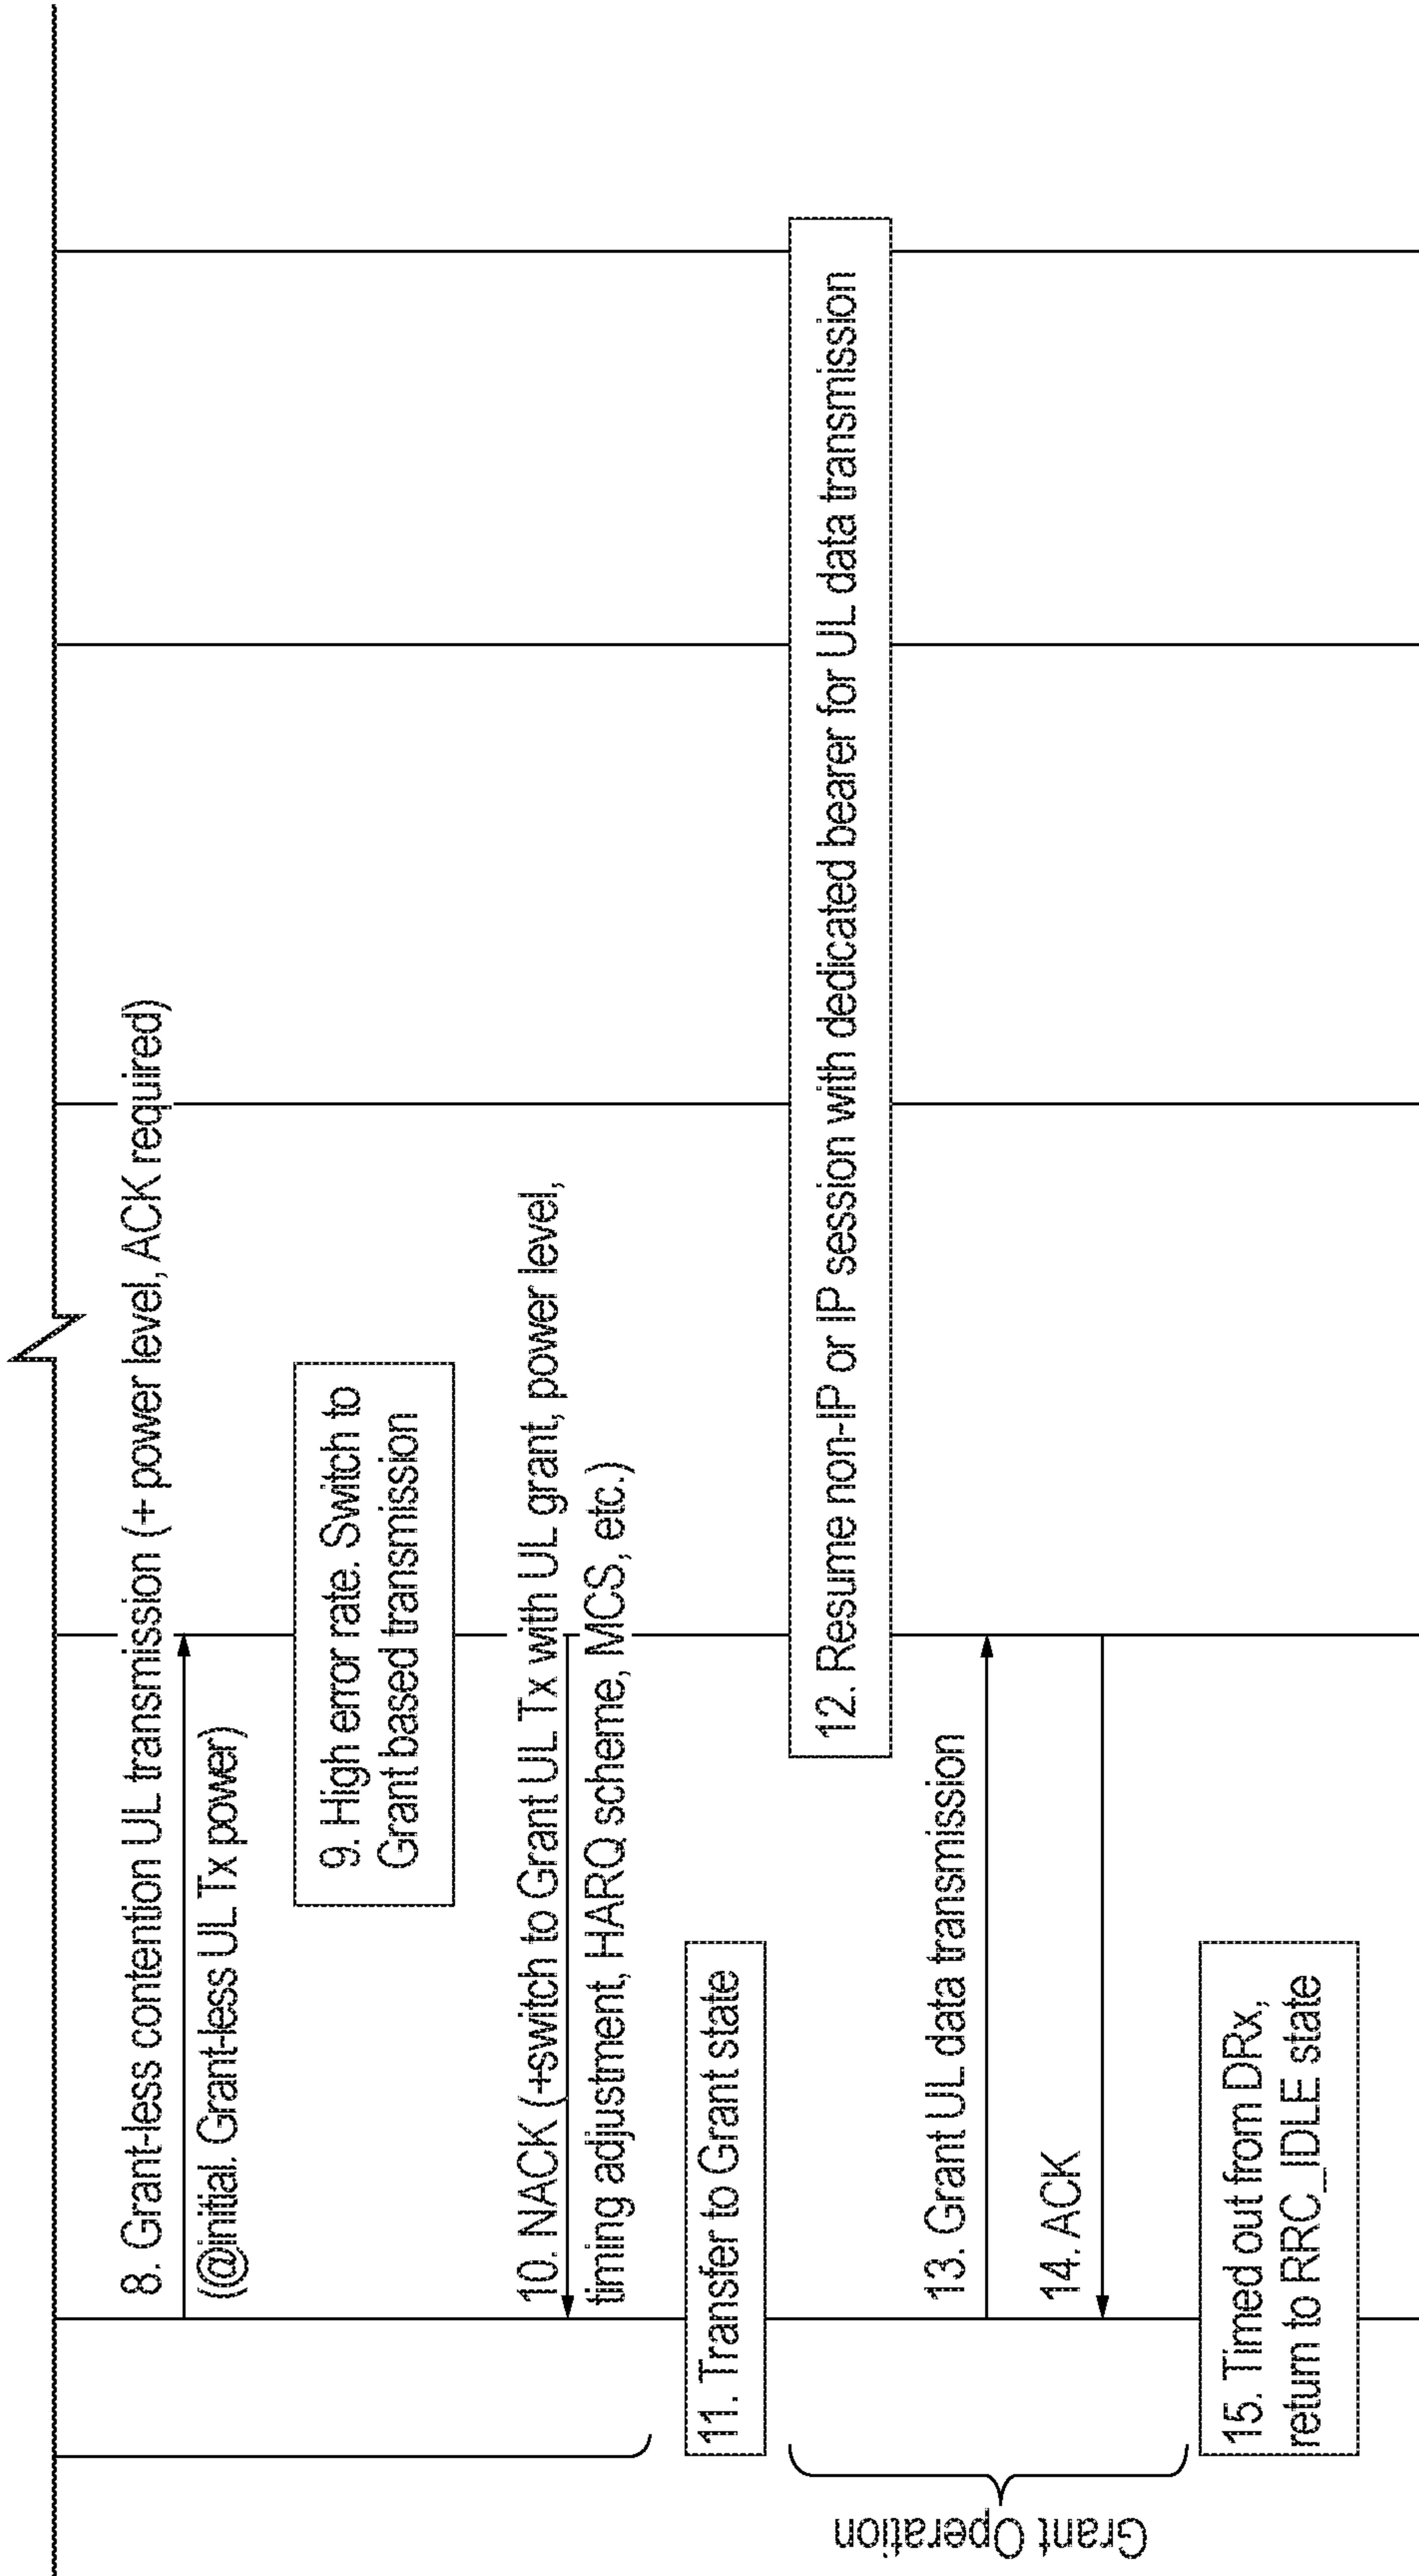 8. Grant-less contention UL transmission (+ power level, ACK required)
(@initial. Grant-less UL Tx power)
9. High error rate. Switch to
Grant based transmission
10. NACK (+switch to Grant UL Tx with UL grant, power level,
timing adjustment, HARQ scheme, MCS, etc.)
11. Transfer to Grant state
12. Resume non-IP or IP session with dedicated bearer for UL data transmission
Grant Operation
13. Grant UL data transmission
14. ACK
15. Timed out from DRx,
return to RRC_IDLE state